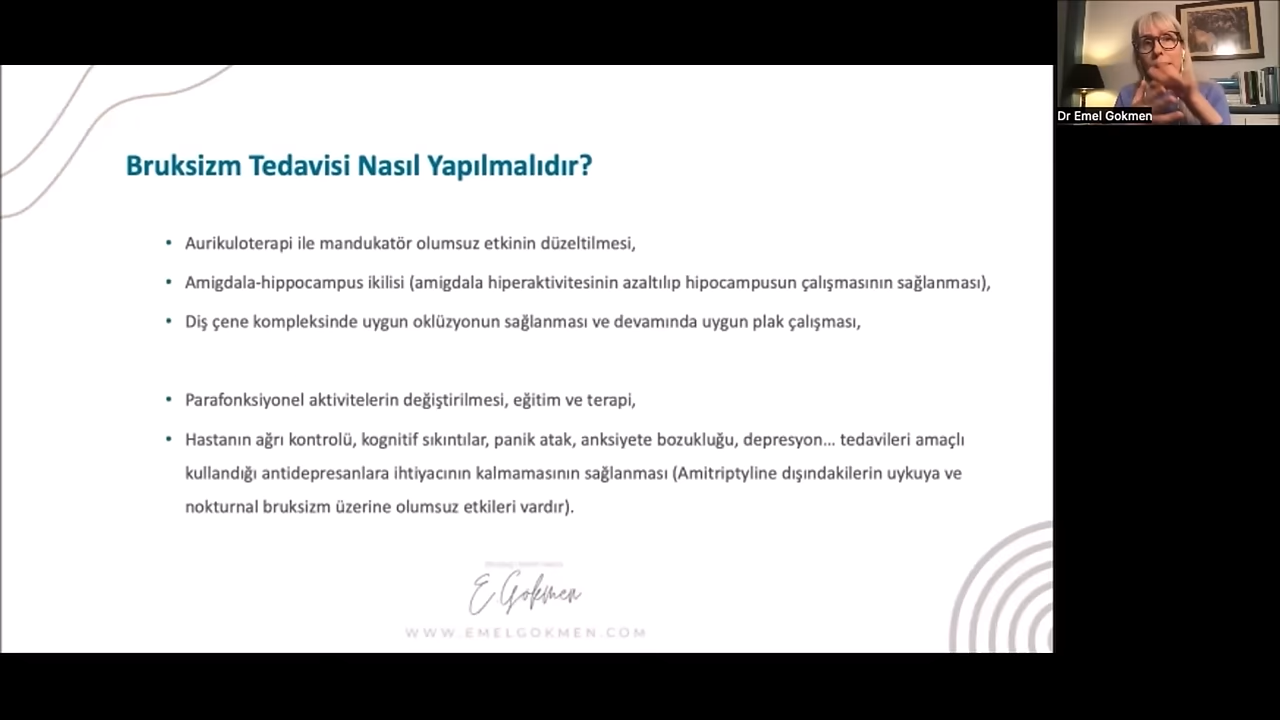 Bruksizm Tedavisi Nasıl Yapılmalıdır?
• Aurikuloterapi ile mandukatör olumsuz etkinin düzeltilmesi,
• Amigdala-hippocampus ikilisi (amigdala hiperaktivitesinin azaltılıp hipocampusun çalışmasının sağlanması),
• Diş çene kompleksinde uygun oklüzyonun sağlanması ve devamında uygun plak çalışması,
• Parafonksiyonel aktivitelerin değiştirilmesi, eğitim ve terapi,
• Hastanın ağrı kontrolü, kognitif sıkıntılar, panik atak, anksiyete bozukluğu, depresyon... tedavileri amaçlı
kullandığı antidepresanlara ihtiyacının kalmamasının sağlanması (Amitriptyline dışındakilerin uykuya ve
nokturnal bruksizm üzerine olumsuz etkileri vardır).
E Gokmen
WWW.EMELGOKMEN.COM
Dr Emel Gokmen